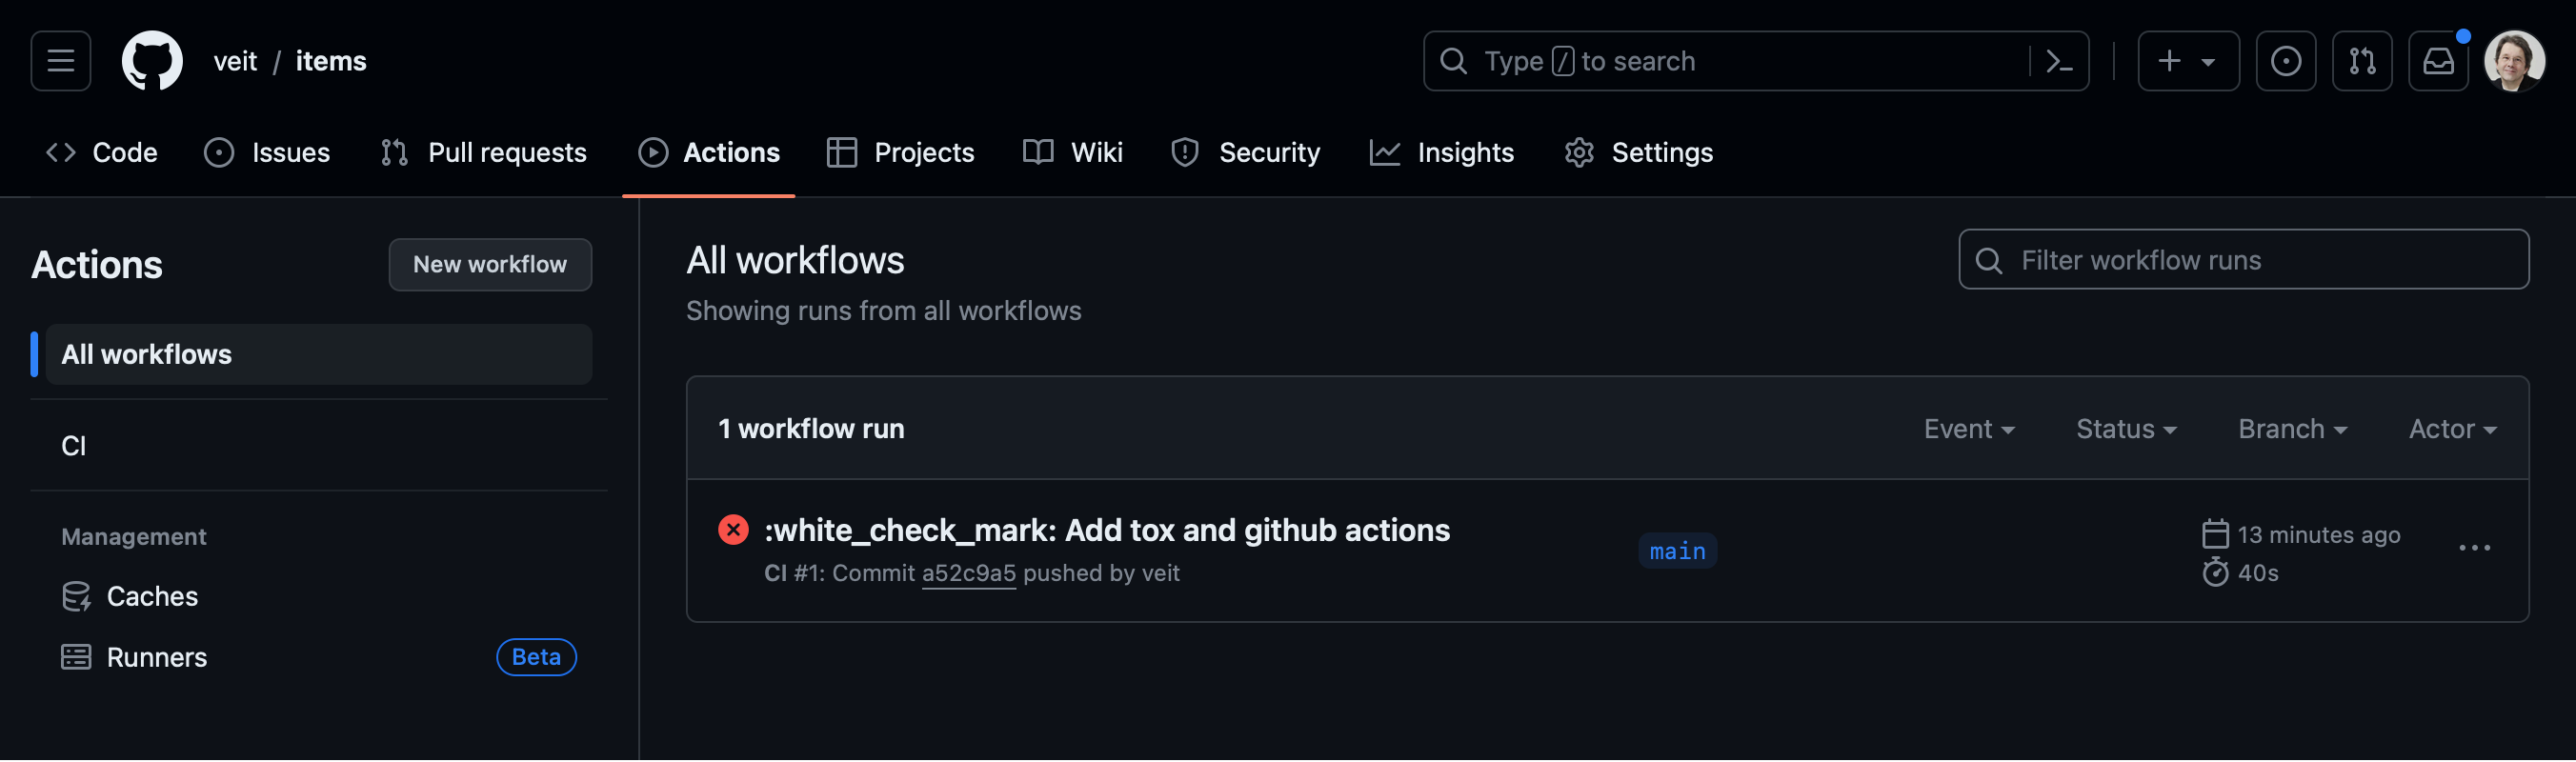 veit / items
Type / to search
Code Issues Pull requests Actions Projects Wiki Security Insights Settings
Actions
New workflow
All workflows
CI
Management
Caches
Runners
Beta
All workflows
Showing runs from all workflows
Filter workflow runs
1 workflow run
Event Status Branch Actor
:white_check_mark: Add tox and github actions
CI #1: Commit a52c9a5 pushed by veit
main
13 minutes ago
40s